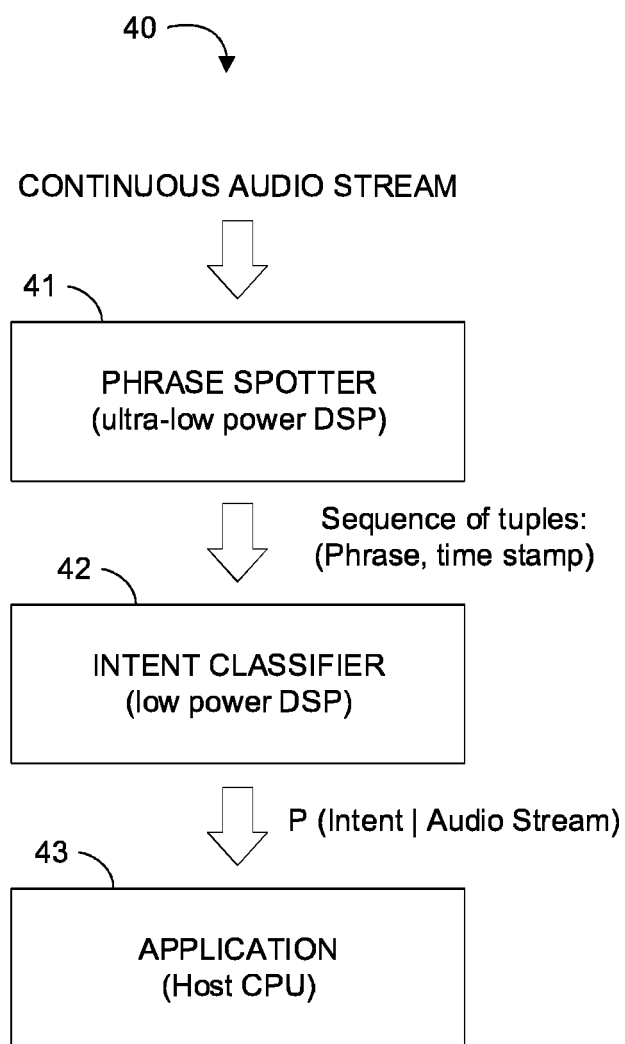 40
CONTINUOUS AUDIO STREAM
41
PHRASE SPOTTER
(ultra-low power DSP)
Sequence of tuples:
(Phrase, time stamp)
42
INTENT CLASSIFIER
(low power DSP)
P (Intent | Audio Stream)
43
APPLICATION
(Host CPU)